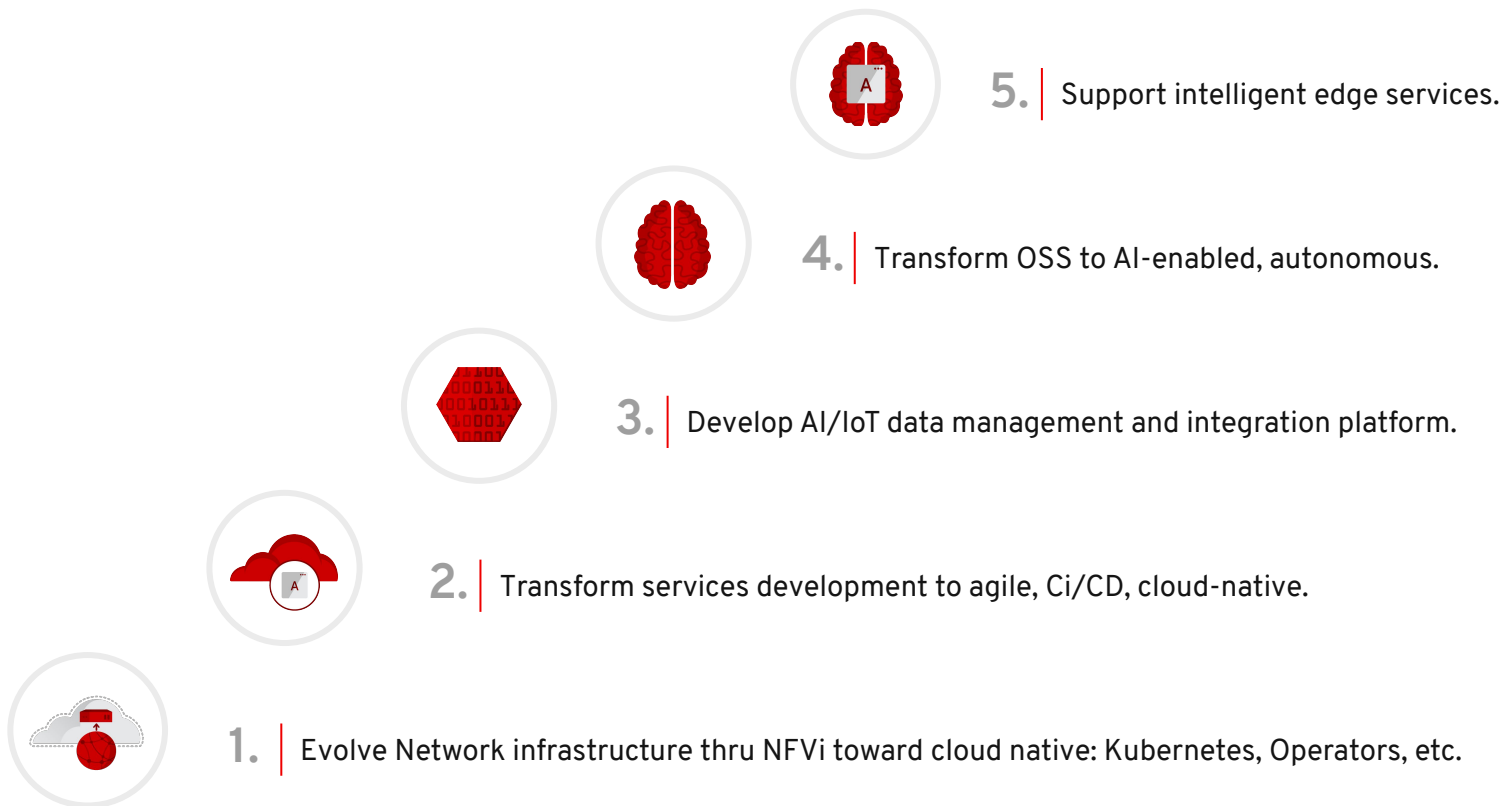 5. Support intelligent edge services.
4. Transform OSS to AI-enabled, autonomous.
3. Develop AI/IoT data management and integration platform.
2. Transform services development to agile, Ci/CD, cloud-native.
1. Evolve Network infrastructure thru NFVi toward cloud native: Kubernetes, Operators, etc.
A
A